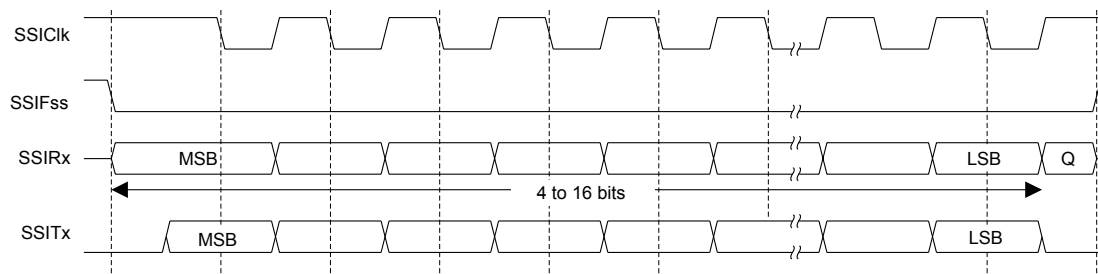 SSIClk
SSIFss
SSIRx MSB LSB Q
4 to 16 bits
SSITx MSB LSB